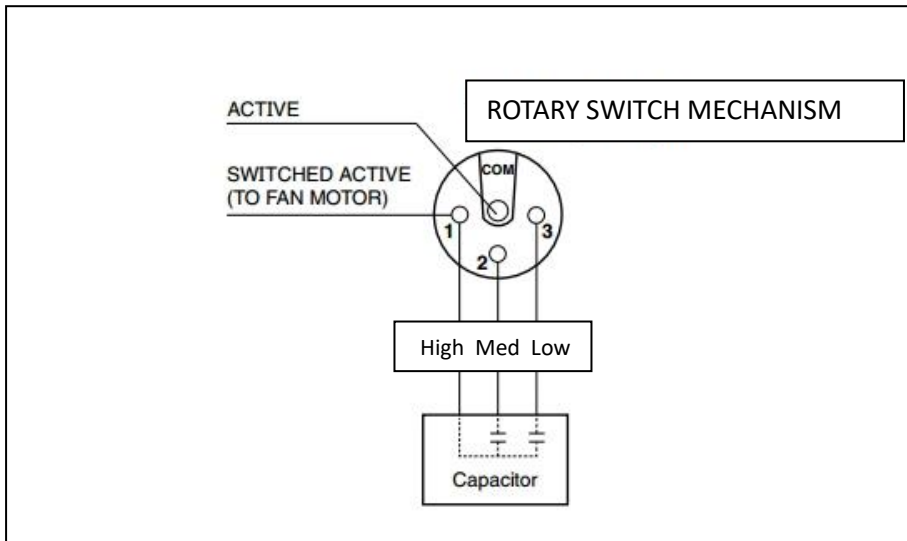 ROTARY SWITCH MECHANISM
ACTIVE
COM
SWITCHED ACTIVE
(TO FAN MOTOR)
1
3
2
High Med Low
Capacitor